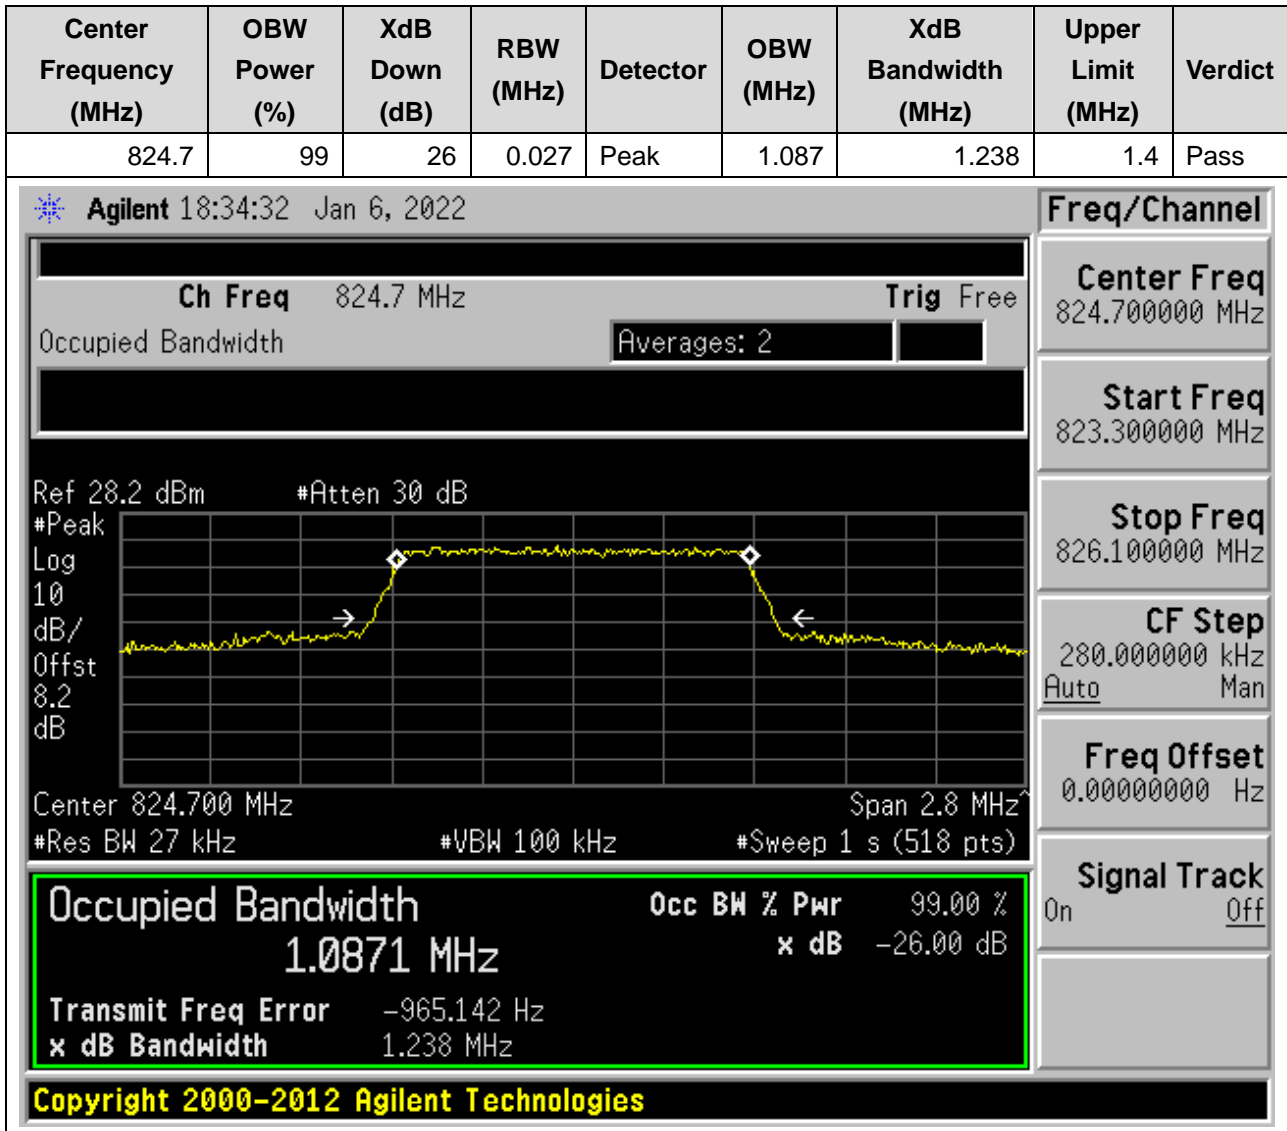 Center Frequency (MHz) OBW Power (%) XdB Down (dB) RBW (MHz) Detector OBW (MHz) XdB Bandwidth (MHz) Upper Limit (MHz) Verdict
824.7 99 26 0.027 Peak 1.087 1.238 1.4 Pass
Agilent 18:34:32 Jan 6, 2022
Freq/Channel
Ch Freq 824.7 MHz Trig Free
Occupied Bandwidth Averages: 2
Center Freq
824.700000 MHz
Start Freq
823.300000 MHz
Stop Freq
826.100000 MHz
CF Step
280.000000 kHz
Auto Man
Freq Offset
0.00000000 Hz
Signal Track
On Off
Ref 28.2 dBm #Atten 30 dB
#Peak
Log
10
dB/
Offst
8.2
dB
Center 824.700 MHz Span 2.8 MHz^
#Res BW 27 kHz #VBW 100 kHz #Sweep 1 s (518 pts)
Occupied Bandwidth
1.0871 MHz
Occ BW % Pwr 99.00 %
x dB -26.00 dB
Transmit Freq Error -965.142 Hz
x dB Bandwidth 1.238 MHz
Copyright 2000-2012 Agilent Technologies